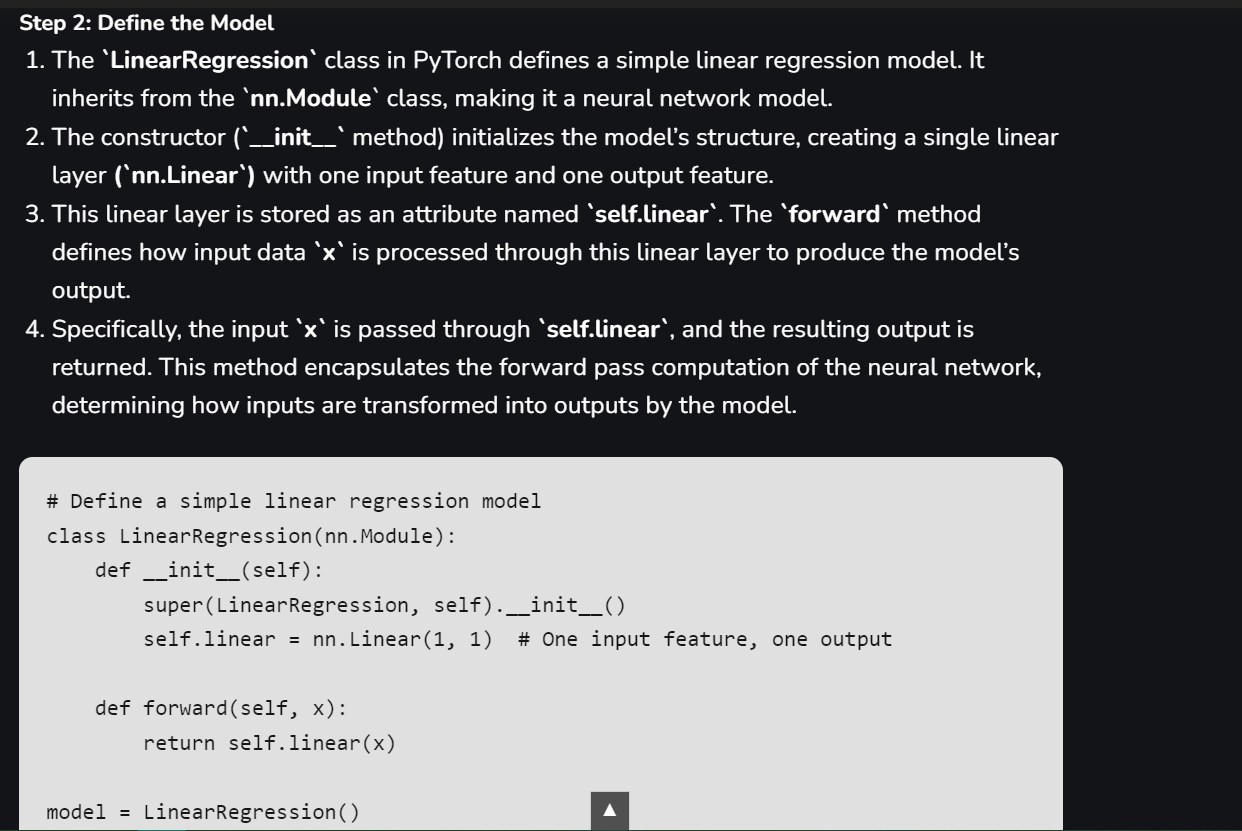 Step 2: Define the Model
1. The `LinearRegression` class in PyTorch defines a simple linear regression model. It
inherits from the `nn.Module` class, making it a neural network model.
2. The constructor (`__init__` method) initializes the model’s structure, creating a single linear
layer (`nn.Linear`) with one input feature and one output feature.
3. This linear layer is stored as an attribute named `self.linear`. The `forward` method
defines how input data `x` is processed through this linear layer to produce the model’s
output.
4. Specifically, the input `x` is passed through `self.linear`, and the resulting output is
returned. This method encapsulates the forward pass computation of the neural network,
determining how inputs are transformed into outputs by the model.
# Define a simple linear regression model
class LinearRegression(nn.Module):
    def __init__(self):
        super(LinearRegression, self).__init__()
        self.linear = nn.Linear(1, 1)  # One input feature, one output
    def forward(self, x):
        return self.linear(x)
model = LinearRegression()